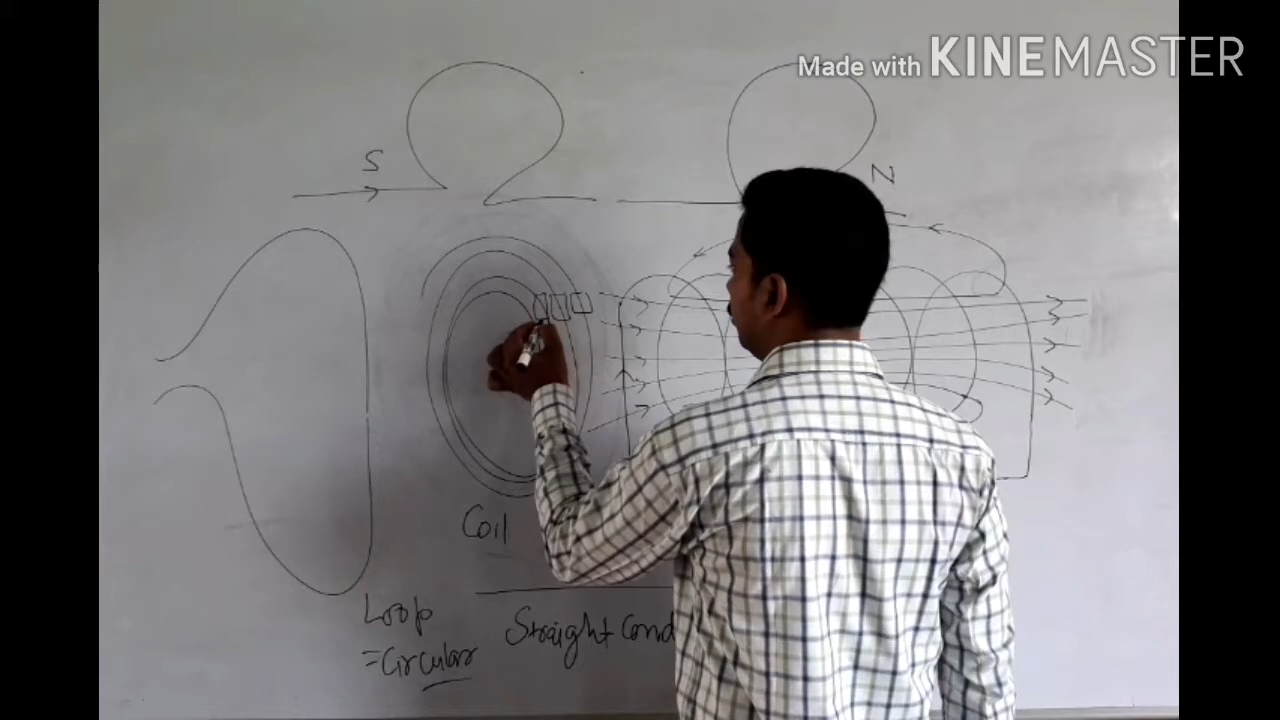 Made with KINEMASTER
S
N
Coil
Loop
=Circular
Straight Cond